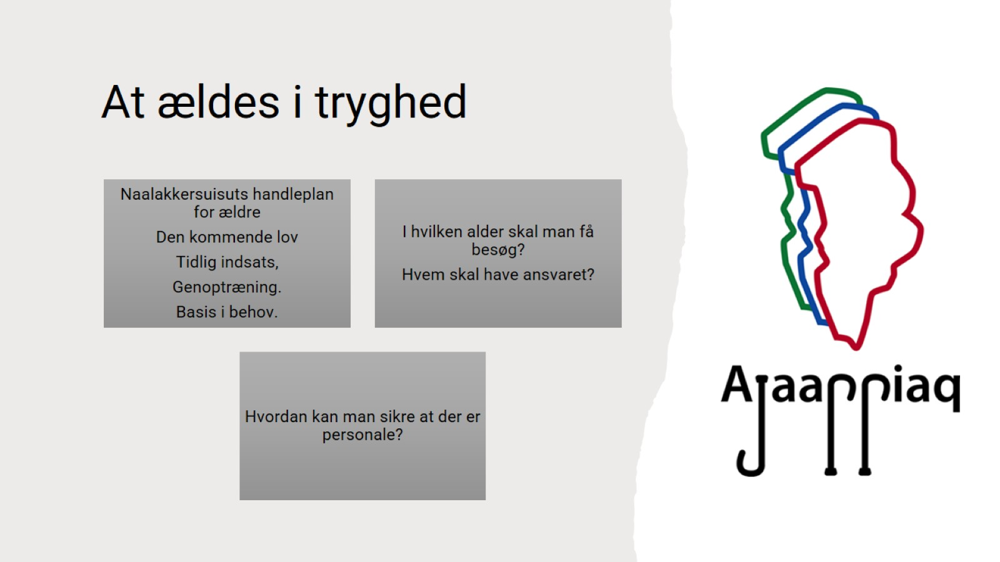 At ældes i tryghed
Naalakkersuisuts handleplan
for ældre
Den kommende lov
Tidlig indsats,
Genoptræning.
Basis i behov.
I hvilken alder skal man få
besøg?
Hvem skal have ansvaret?
Hvordan kan man sikre at der er
personale?
Ajaappiaq